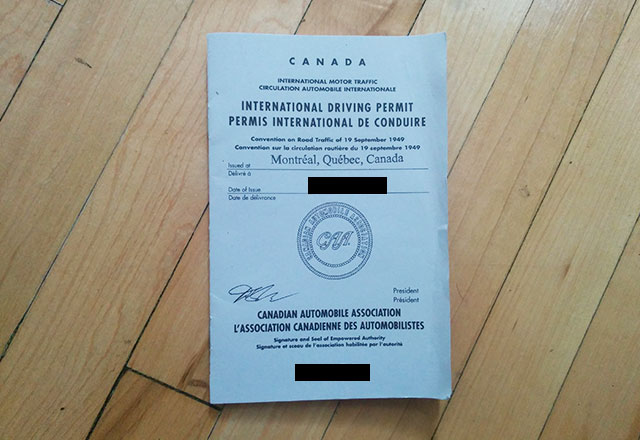 CANADA
INTERNATIONAL MOTOR TRAFFIC
CIRCULATION AUTOMOBILE INTERNATIONALE
INTERNATIONAL DRIVING PERMIT
PERMIS INTERNATIONAL DE CONDUIRE
Convention on Road Traffic of 19 September 1949
Convention sur la circulation routière du 19 septembre 1949
Issued at Montréal, Québec, Canada
Délivré à
Date of Issue
Date de délivrance
CANADIAN AUTOMOBILE ASSOCIATION
CAA
President
Président
CANADIAN AUTOMOBILE ASSOCIATION
L'ASSOCIATION CANADIENNE DES AUTOMOBILISTES
Signature and Seal of Empowered Authority
Signature et sceau de l'association habilitée par l'autorité